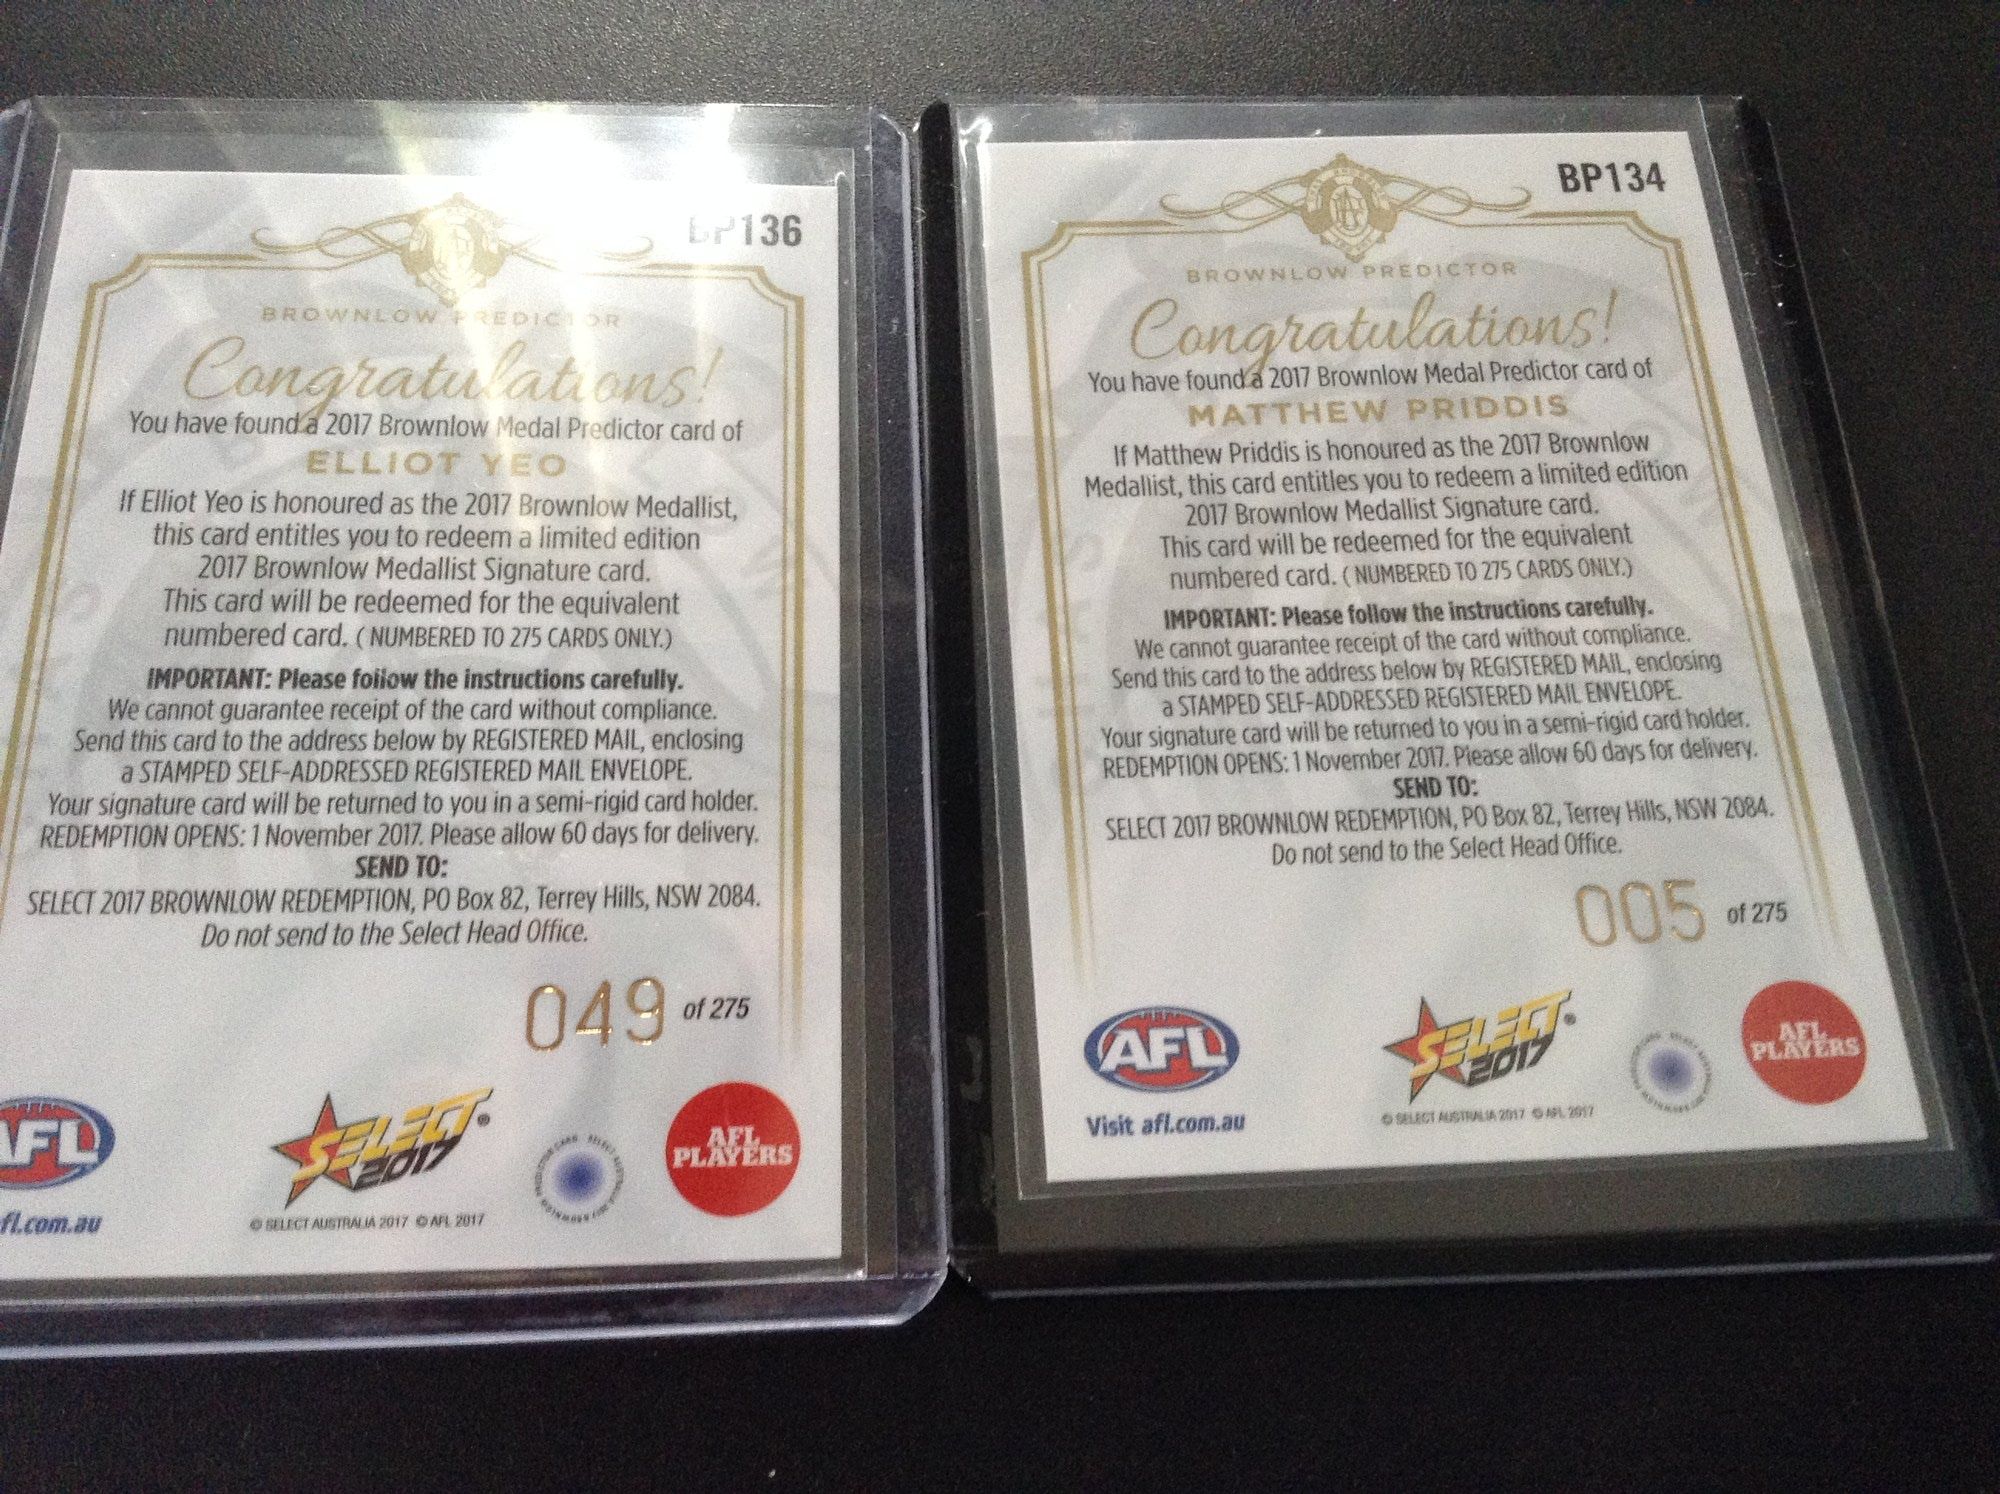 BP136
BROWNLOW PREDICTOR
Congratulations!
You have found a 2017 Brownlow Medal Predictor card of
ELLIOT YEO
If Elliot Yeo is honoured as the 2017 Brownlow Medallist,
this card entitles you to redeem a limited edition
2017 Brownlow Medallist Signature card.
This card will be redeemed for the equivalent
numbered card. ( NUMBERED TO 275 CARDS ONLY.)
IMPORTANT: Please follow the instructions carefully.
We cannot guarantee receipt of the card without compliance.
Send this card to the address below by REGISTERED MAIL, enclosing
a STAMPED SELF-ADDRESSED REGISTERED MAIL ENVELOPE.
Your signature card will be returned to you in a semi-rigid card holder.
REDEMPTION OPENS: 1 November 2017. Please allow 60 days for delivery.
SEND TO:
SELECT 2017 BROWNLOW REDEMPTION, PO Box 82, Terrey Hills, NSW 2084.
Do not send to the Select Head Office.
049 of 275
AFL
SELECT
2017
AFL
PLAYERS
fl.com.au
© SELECT AUSTRALIA 2017 © AFL 2017
BP134
BROWNLOW PREDICTOR
Congratulations!
You have found a 2017 Brownlow Medal Predictor card of
MATTHEW PRIDDIS
If Matthew Priddis is honoured as the 2017 Brownlow
Medallist, this card entitles you to redeem a limited edition
2017 Brownlow Medallist Signature card.
This card will be redeemed for the equivalent
numbered card. ( NUMBERED TO 275 CARDS ONLY.)
IMPORTANT: Please follow the instructions carefully.
We cannot guarantee receipt of the card without compliance.
Send this card to the address below by REGISTERED MAIL, enclosing
a STAMPED SELF-ADDRESSED REGISTERED MAIL ENVELOPE.
Your signature card will be returned to you in a semi-rigid card holder.
REDEMPTION OPENS: 1 November 2017. Please allow 60 days for delivery.
SEND TO:
SELECT 2017 BROWNLOW REDEMPTION, PO Box 82, Terrey Hills, NSW 2084.
Do not send to the Select Head Office.
005 of 275
AFL
SELECT
2017
AFL
PLAYERS
Visit afl.com.au
© SELECT AUSTRALIA 2017 © AFL 2017